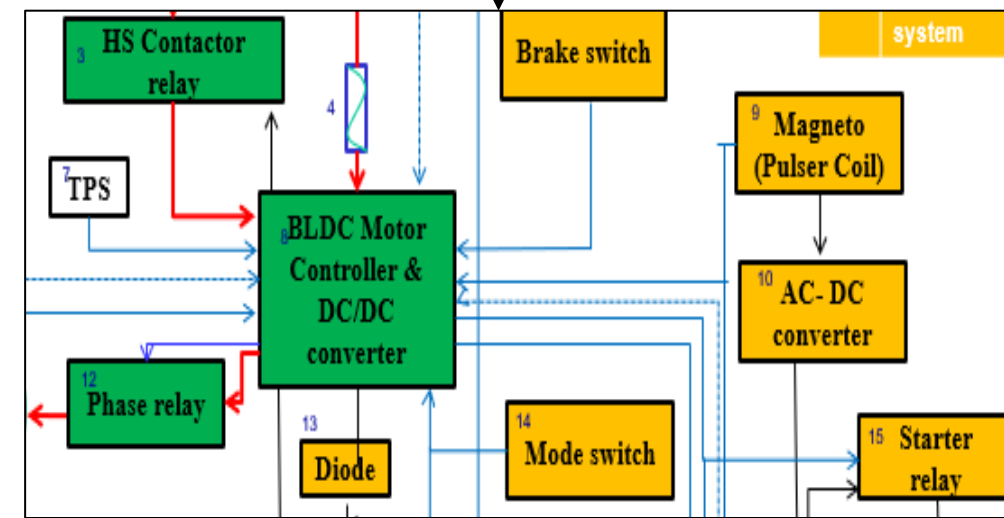 system
3 HS Contactor
relay
4
Brake switch
7 TPS
9 Magneto
(Pulser Coil)
8 BLDC Motor
Controller &
DC/DC
converter
10 AC- DC
converter
12 Phase relay
13
Diode
14
Mode switch
15 Starter
relay